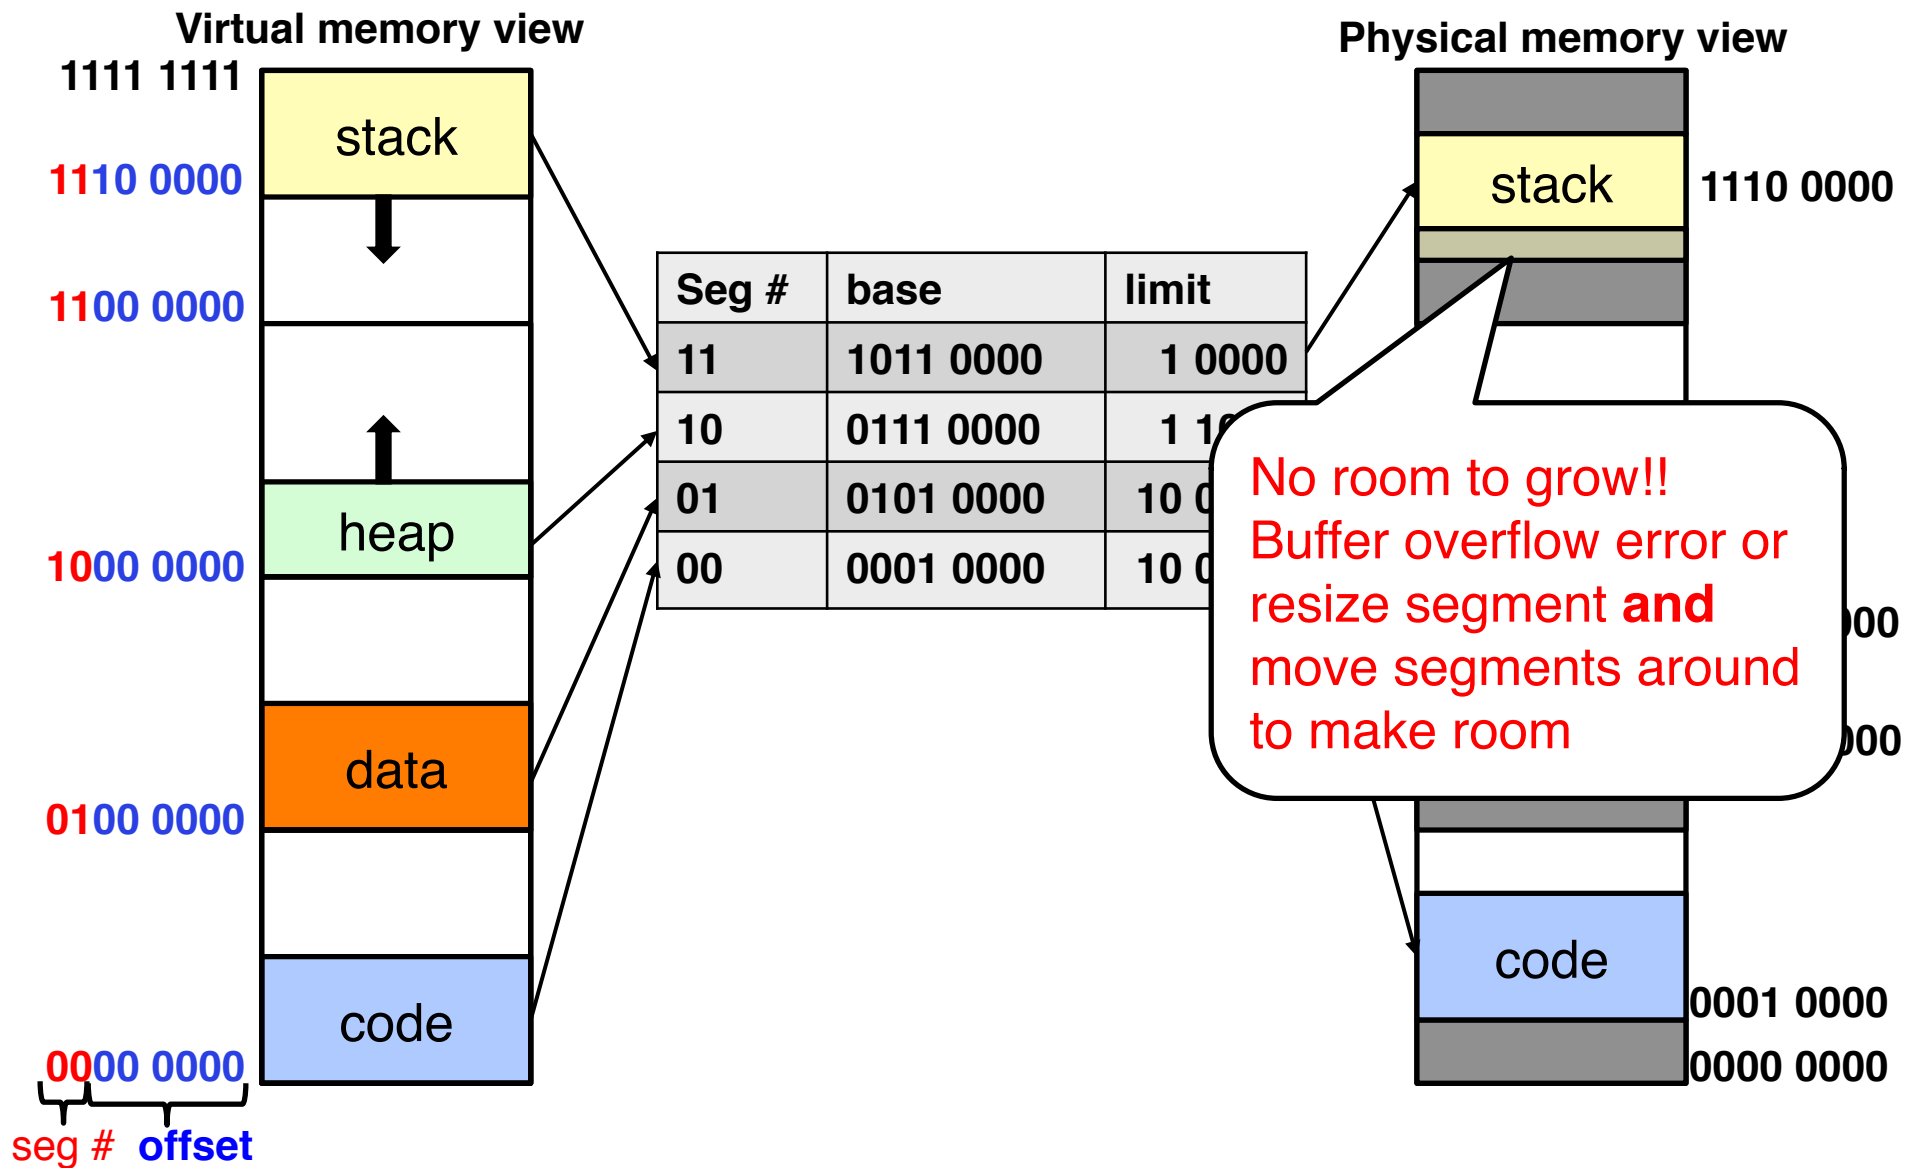 Virtual memory view
1111 1111
stack
1110 0000
1100 0000
heap
1000 0000
data
0100 0000
code
0000 0000
seg # offset
Seg # base limit
11 1011 0000 1 0000
10 0111 0000 1
01 0101 0000 10
00 0001 0000 10
Physical memory view
stack
1110 0000
No room to grow!!
Buffer overflow error or
resize segment and
move segments around
to make room
code
0001 0000
0000 0000